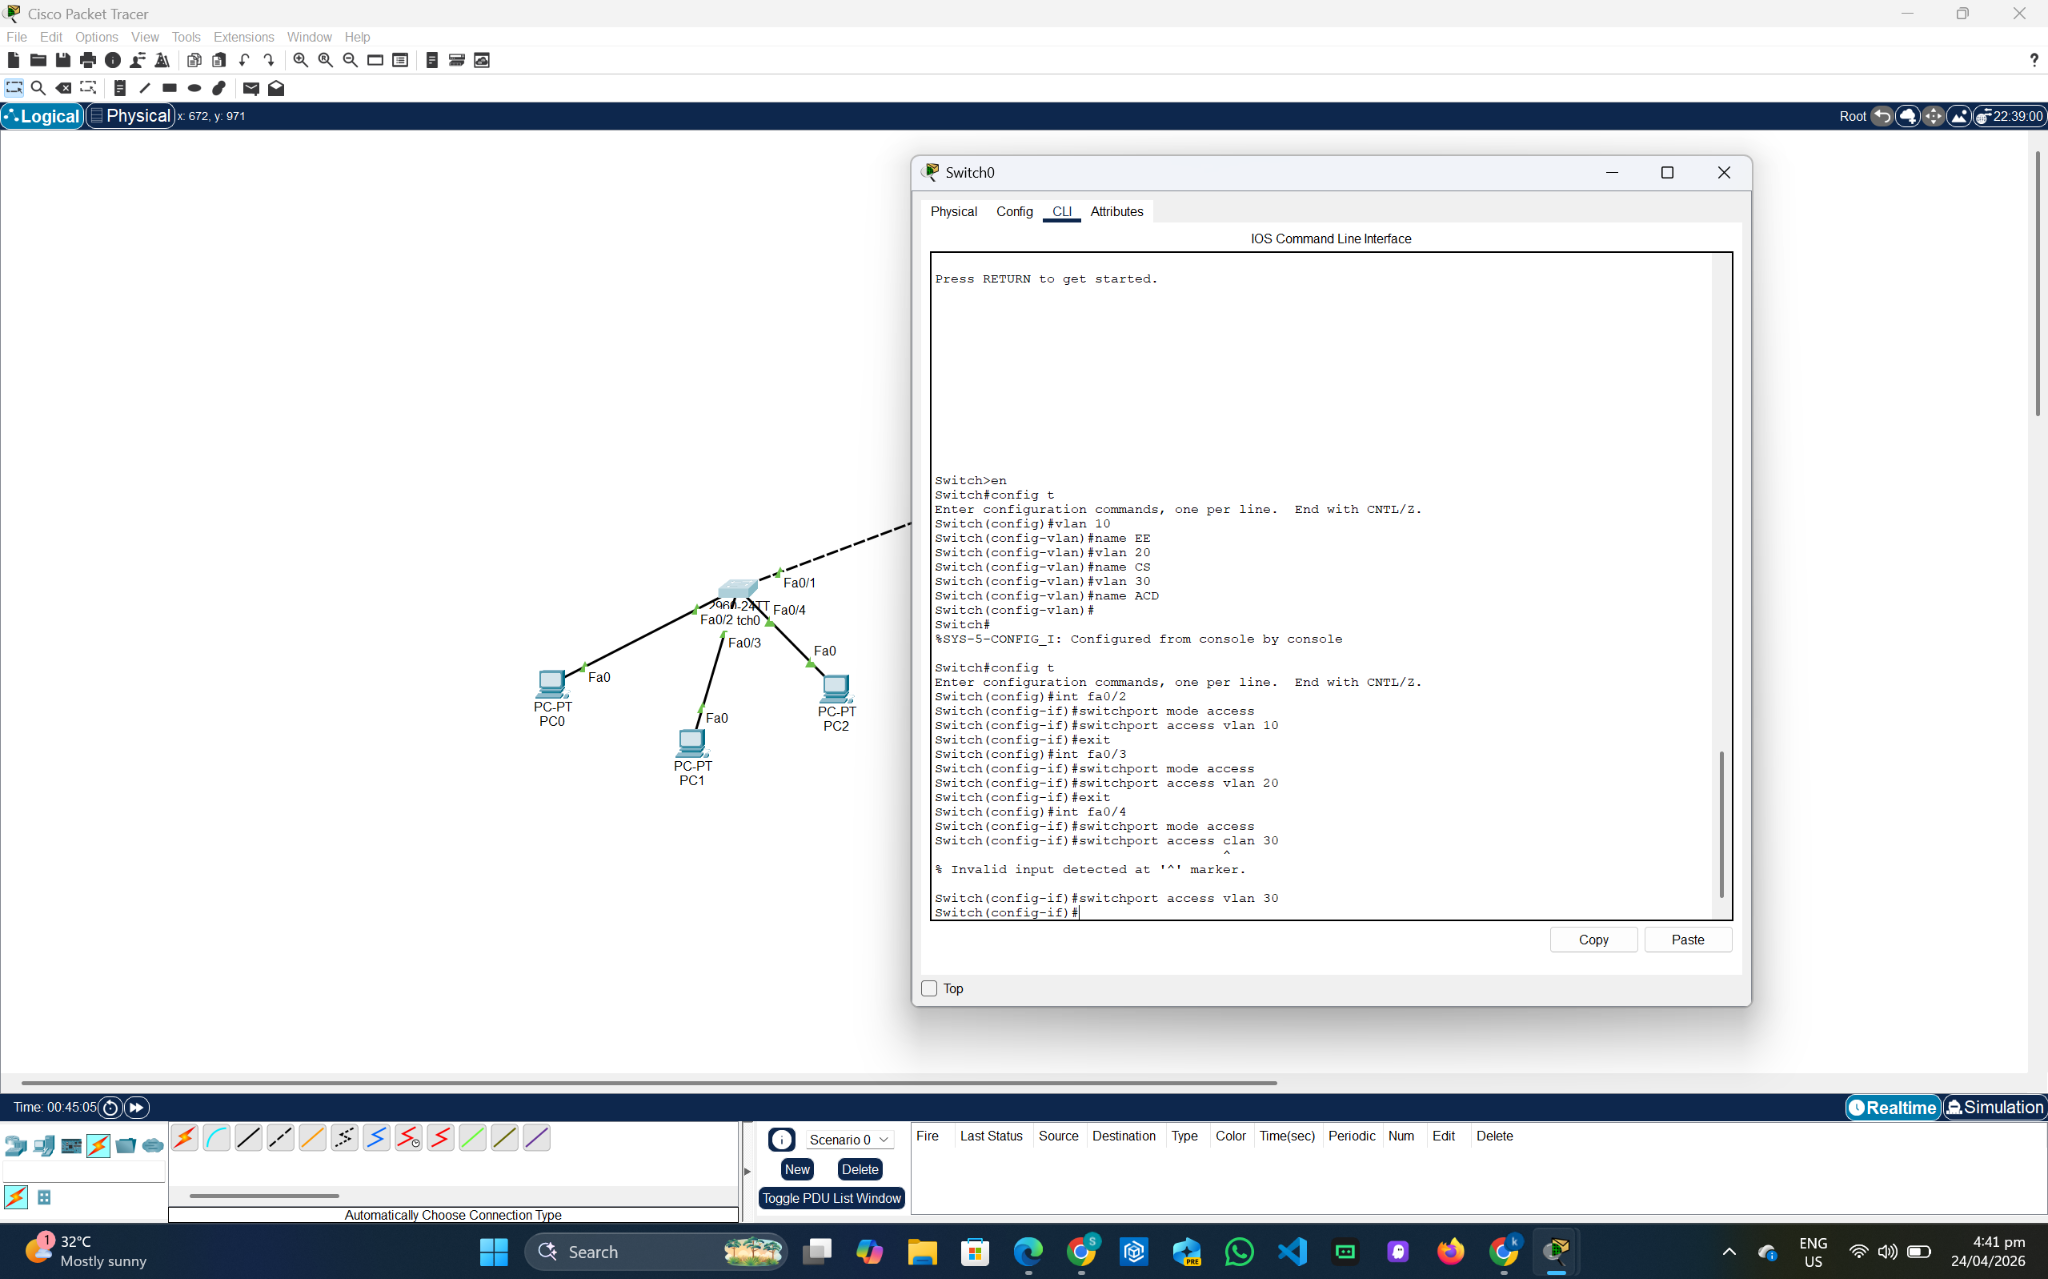 Cisco Packet Tracer
File Edit Options View Tools Extensions Window Help
?
Logical Physical x: 672, y: 971 Root 22:39:00
Switch0
Physical Config CLI Attributes
IOS Command Line Interface
Press RETURN to get started.
Switch>en
Switch#config t
Enter configuration commands, one per line.  End with CNTL/Z.
Switch(config)#vlan 10
Switch(config-vlan)#name EE
Switch(config-vlan)#vlan 20
Switch(config-vlan)#name CS
Switch(config-vlan)#vlan 30
Switch(config-vlan)#name ACD
Switch(config-vlan)#
Switch#
%SYS-5-CONFIG_I: Configured from console by console
Switch#config t
Enter configuration commands, one per line.  End with CNTL/Z.
Switch(config)#int fa0/2
Switch(config-if)#switchport mode access
Switch(config-if)#switchport access vlan 10
Switch(config-if)#exit
Switch(config)#int fa0/3
Switch(config-if)#switchport mode access
Switch(config-if)#switchport access vlan 20
Switch(config-if)#exit
Switch(config)#int fa0/4
Switch(config-if)#switchport mode access
Switch(config-if)#switchport access clan 30
^
% Invalid input detected at '^' marker.
Switch(config-if)#switchport access vlan 30
Switch(config-if)#
Copy Paste
Top
Fa0/1
2960-24TT Fa0/4
Fa0/2 tch0
Fa0/3
Fa0
Fa0
PC-PT
PC0
PC-PT
PC2
Fa0
PC-PT
PC1
Time: 00:45:05 Realtime Simulation
Scenario 0
New Delete
Toggle PDU List Window
Fire Last Status Source Destination Type Color Time(sec) Periodic Num Edit Delete
Automatically Choose Connection Type
1
32°C
Mostly sunny
Search
S
PRE
k
ENG
US
4:41 pm
24/04/2026